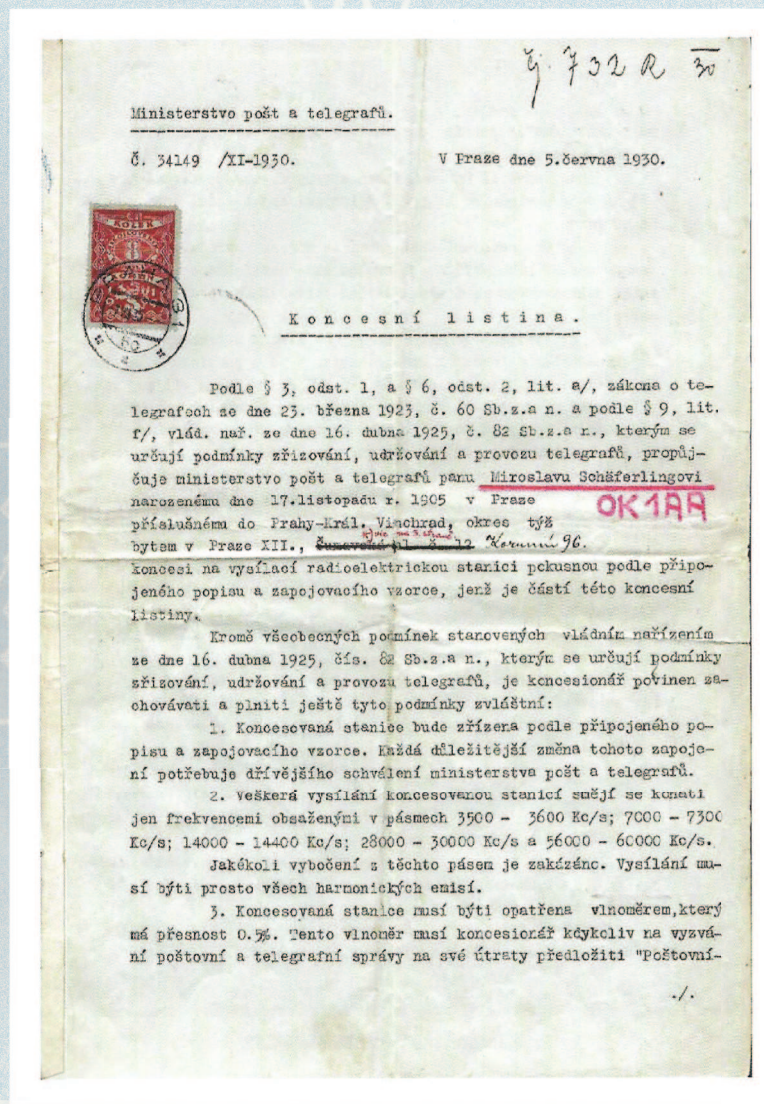 čj. 732 R 30
Ministerstvo pošt a telegrafů.
č. 34149 /XI-1930.
V Praze dne 5.června 1930.
KOLEK
PRAHA 81
Koncesní listina.
Podle § 3, odst. 1, a § 6, odst. 2, lit. a/, zákona o te-
legrafech ze dne 23. března 1923, č. 60 Sb.z.a n. a podle § 9, lit.
f/, vlád. nař. ze dne 16. dubna 1925, č. 82 Sb.z.a n., kterým se
určují podmínky zřizování, udržování a provozu telegrafů, propůj-
čuje ministerstvo pošt a telegrafů panu Miroslavu Schäferlingovi
narozenému dne 17.listopadu r. 1905 v Praze
OK1AA
příslušnému do Prahy-Král. Vinohrad, okres týž
bytem v Praze XII., č. 12 Korunní 96.
koncesi na vysílací radioelektrickou stanici pokusnou podle připo-
jeného popisu a zapojovacího vzorce, jenž je částí této koncesní
listiny.
Kromě všeobecných podmínek stanovených vládním nařízením
ze dne 16. dubna 1925, čís. 82 Sb.z.a n., kterým se určují podmínky
zřizování, udržování a provozu telegrafů, je koncesionář povinen za-
chovávati a plniti ještě tyto podmínky zvláštní:
1. Koncesovaná stanice bude zřízena podle připojeného po-
pisu a zapojovacího vzorce. Každá důležitější změna tohoto zapoje-
ní potřebuje dřívějšího schválení ministerstva pošt a telegrafů.
2. Veškerá vysílání koncesovanou stanicí smějí se konati
jen frekvencemi obsaženými v pásmech 3500 - 3600 Kc/s; 7000 - 7300
Kc/s; 14000 - 14400 Kc/s; 28000 - 30000 Kc/s a 56000 - 60000 Kc/s.
Jakékoli vybočení z těchto pásem je zakázáno. Vysílání mu-
sí býti prosto všech harmonických emisí.
3. Koncesovaná stanice musí býti opatřena vlnoměrem,který
má přesnost 0.5%. Tento vlnoměr musí koncesionář kdykoliv na vyzvá-
ní poštovní a telegrafní správy na své útraty předložiti "Poštovní-
./.